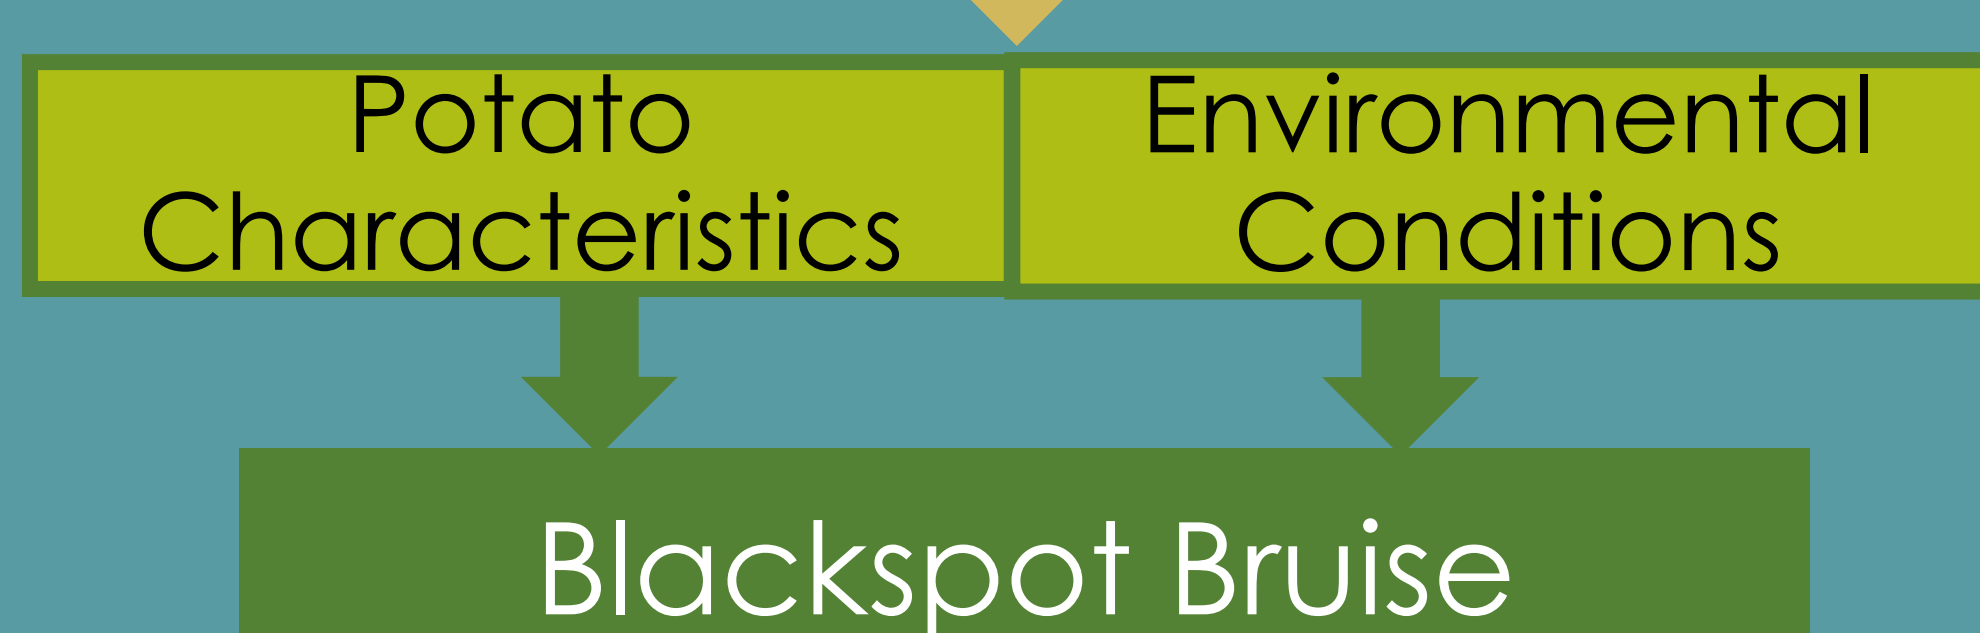 Potato
Characteristics
Environmental
Conditions
Blackspot Bruise